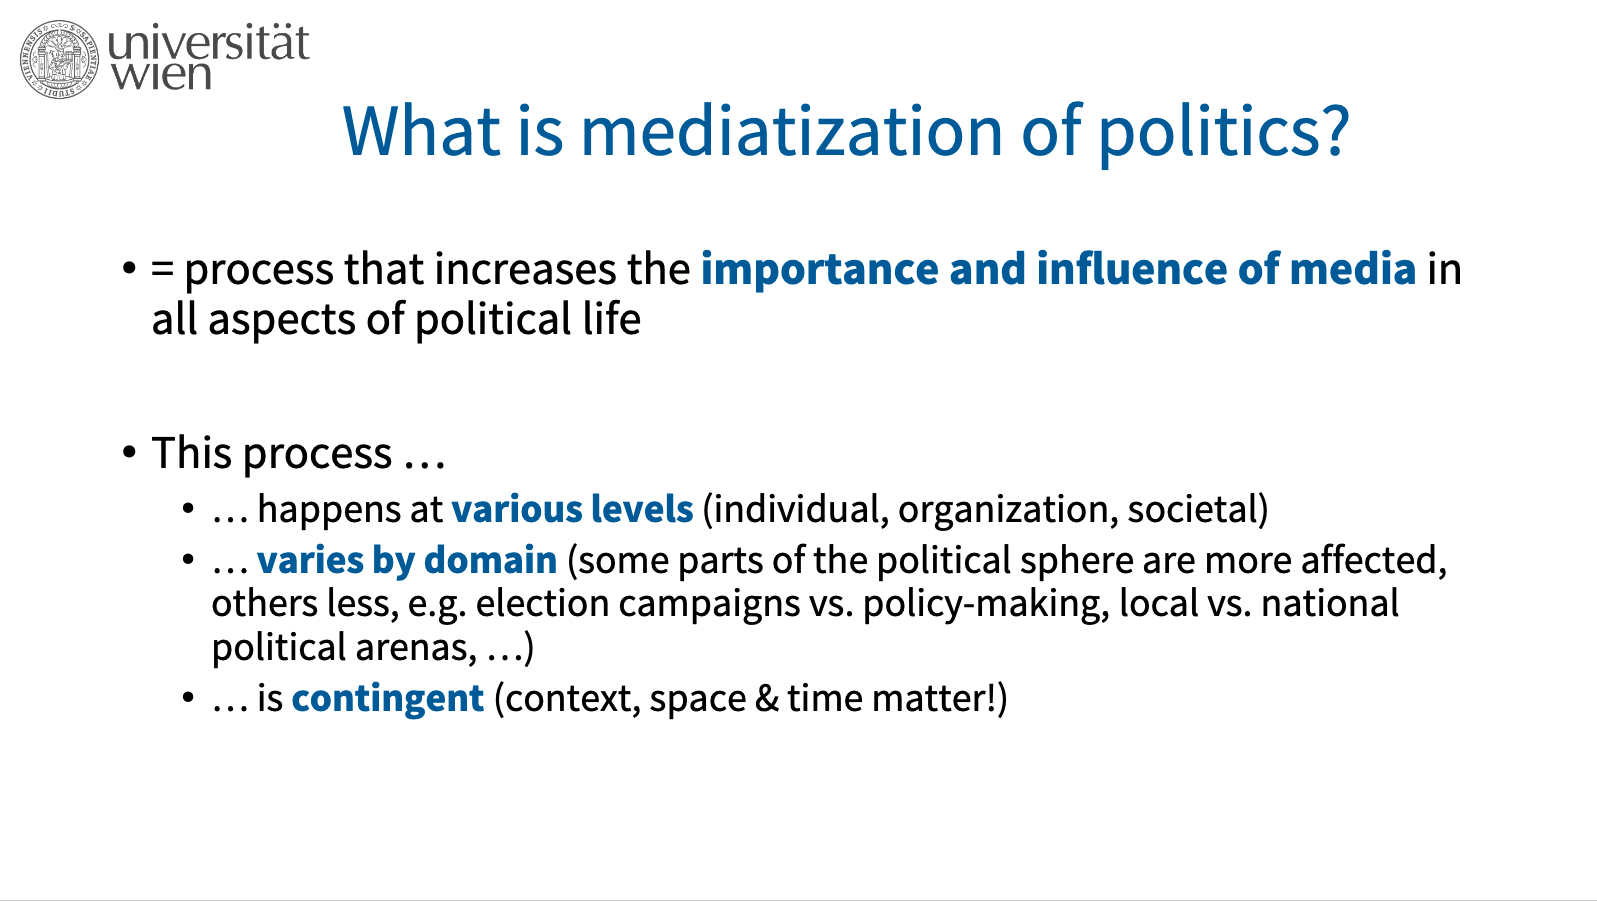 universität
wien
What is mediatization of politics?
• = process that increases the importance and influence of media in
all aspects of political life
• This process …
• … happens at various levels (individual, organization, societal)
• … varies by domain (some parts of the political sphere are more affected,
others less, e.g. election campaigns vs. policy-making, local vs. national
political arenas, …)
• … is contingent (context, space & time matter!)